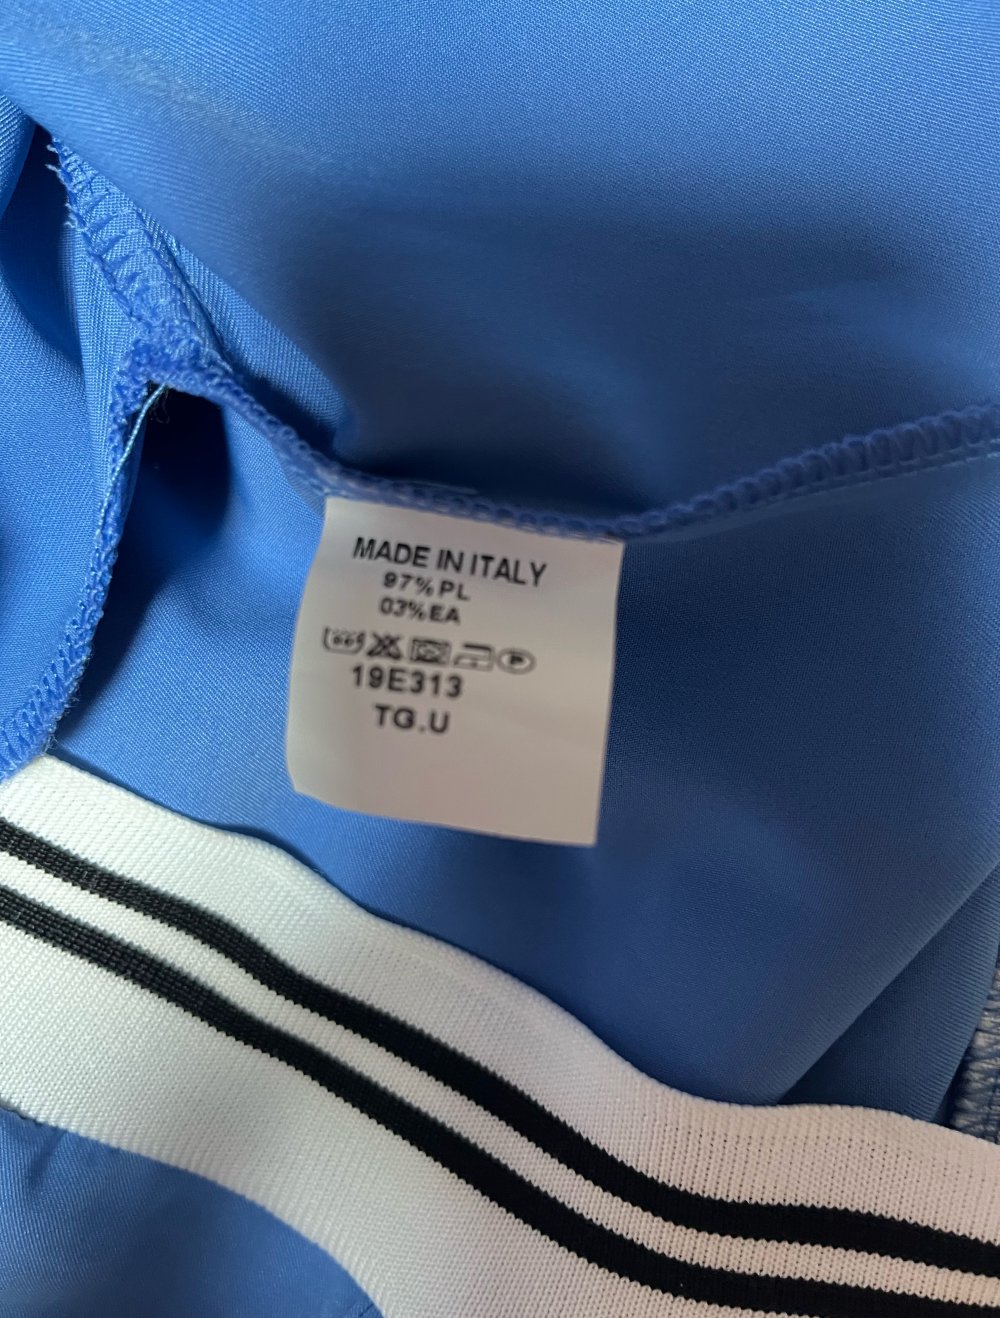 MADE IN ITALY
97% PL
03% EA
19E313
TG.U